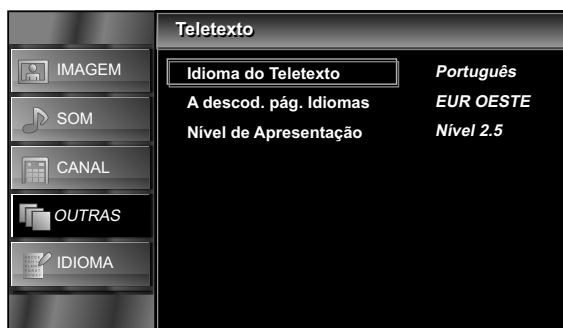 Teletexto
IMAGEM
SOM
CANAL
OUTRAS
IDIOMA
Idioma do Teletexto Português
A descod. pág. Idiomas EUR OESTE
Nível de Apresentação Nível 2.5